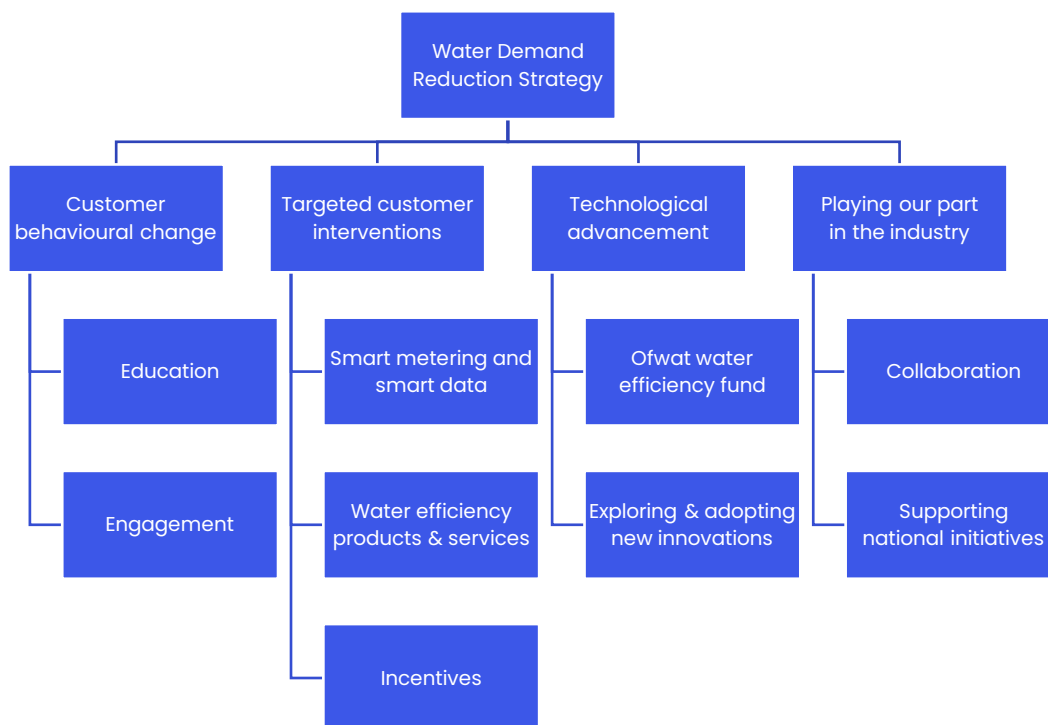 Water Demand
Reduction Strategy
Customer
behavioural change
Targeted customer
interventions
Technological
advancement
Playing our part
in the industry
Education
Smart metering and
smart data
Ofwat water
efficiency fund
Collaboration
Engagement
Water efficiency
products & services
Exploring & adopting
new innovations
Supporting
national initiatives
Incentives